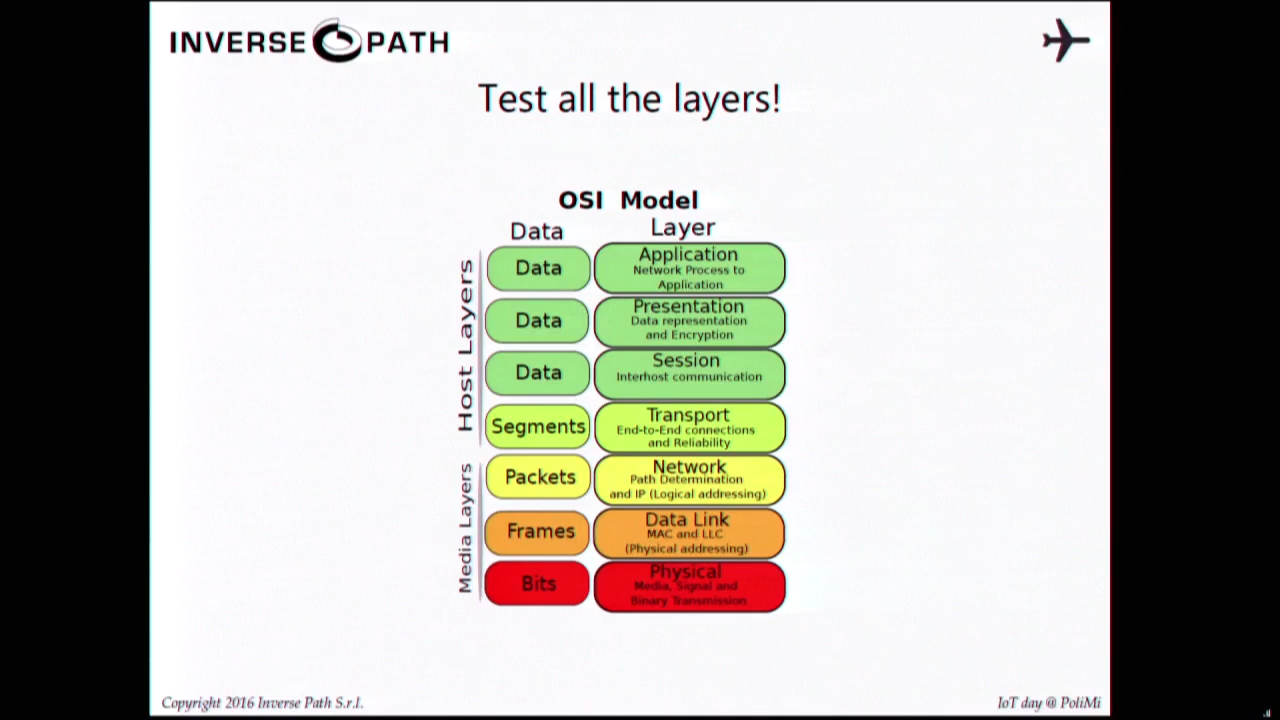 INVERSE PATH
Test all the layers!
OSI Model
Data Layer
Host Layers
Data Application
Network Process to
Application
Data Presentation
Data representation
and Encryption
Data Session
Interhost communication
Segments Transport
End-to-End connections
and Reliability
Media Layers
Packets Network
Path Determination
and IP (Logical addressing)
Frames Data Link
MAC and LLC
(Physical addressing)
Bits Physical
Media, Signal and
Binary Transmission
Copyright 2016 Inverse Path S.r.l.
IoT day @ PoliMi